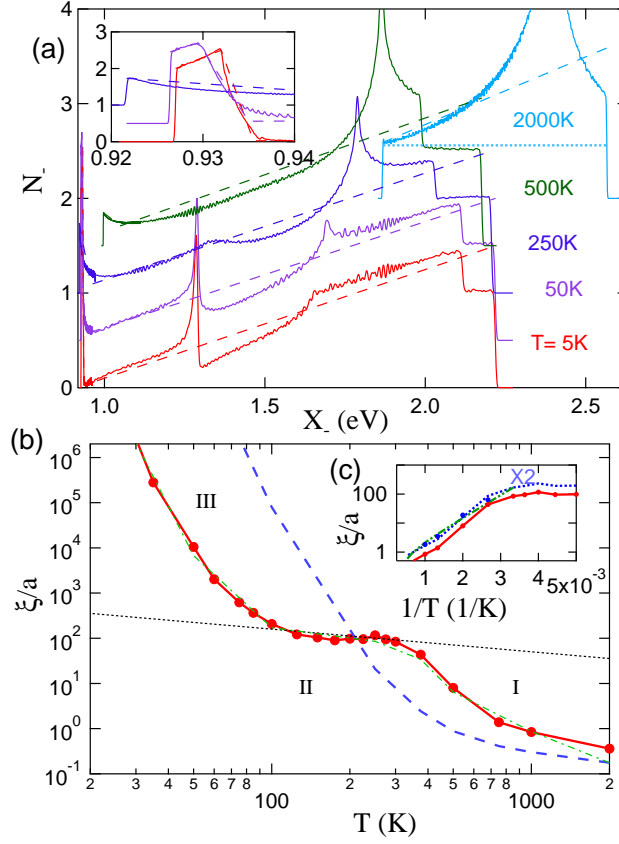 (a)
4
3
2
1
0
N_
3
2
1
0
0.92
0.93
0.94
2000K
500K
250K
50K
T= 5K
1.0
1.5
2.0
2.5
X_ (eV)
(b)
10^6
10^5
10^4
10^3
10^2
10^1
10^0
10^-1
ξ/a
III
II
I
(c)
X2
100
1
ξ/a
2
4
5x10^-3
1/T (1/K)
2
3
4
5
6
7
8
100
2
3
4
5
6
7
8
1000
2
T (K)